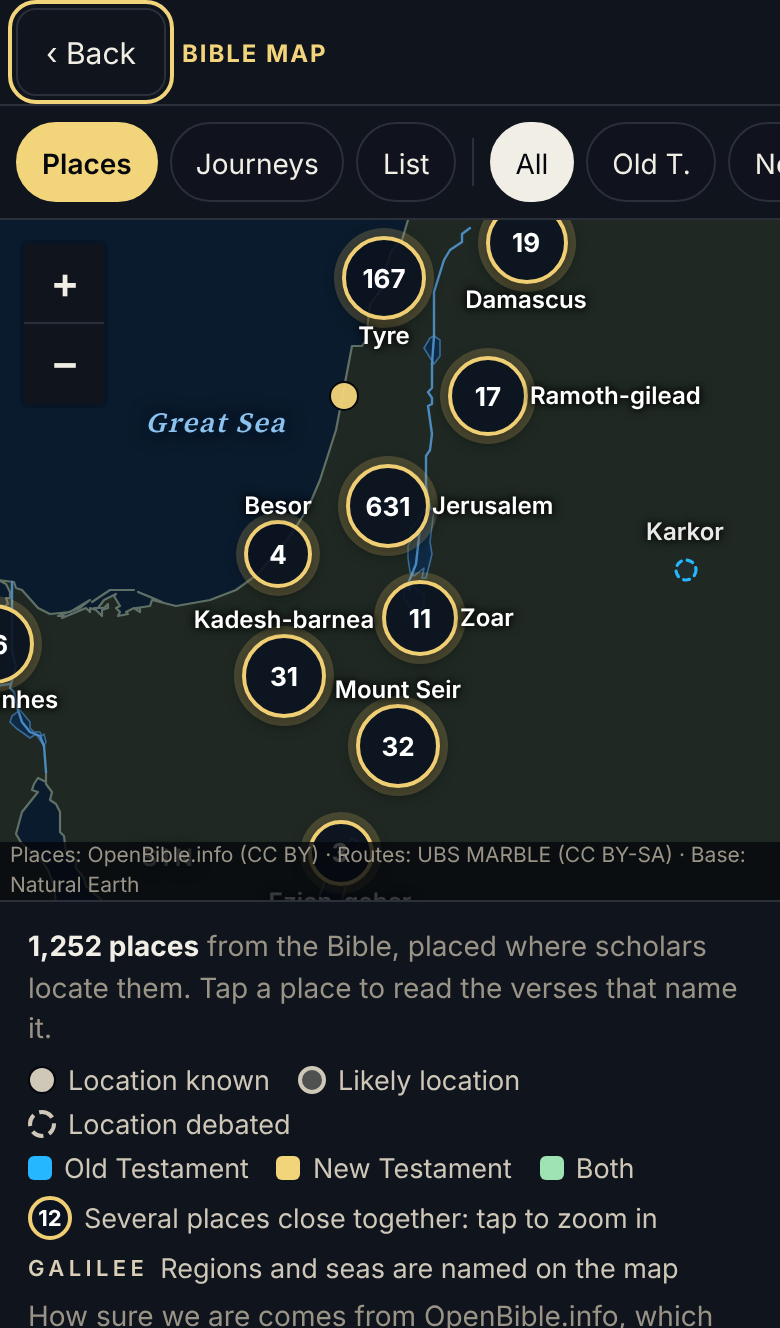 ‹ Back
BIBLE MAP
Places
Journeys
List
All
Old T.
19
167
Damascus
Tyre
17
Ramoth-gilead
Great Sea
Besor
631
Jerusalem
Karkor
4
Kadesh-barnea
11
Zoar
31
Mount Seir
nhes
32
3
Places: OpenBible.info (CC BY) · Routes: UBS MARBLE (CC BY-SA) · Base:
Natural Earth
1,252 places from the Bible, placed where scholars
locate them. Tap a place to read the verses that name
it.
Location known
Likely location
Location debated
Old Testament
New Testament
Both
12 Several places close together: tap to zoom in
GALILEE Regions and seas are named on the map
How sure we are comes from OpenBible.info, which